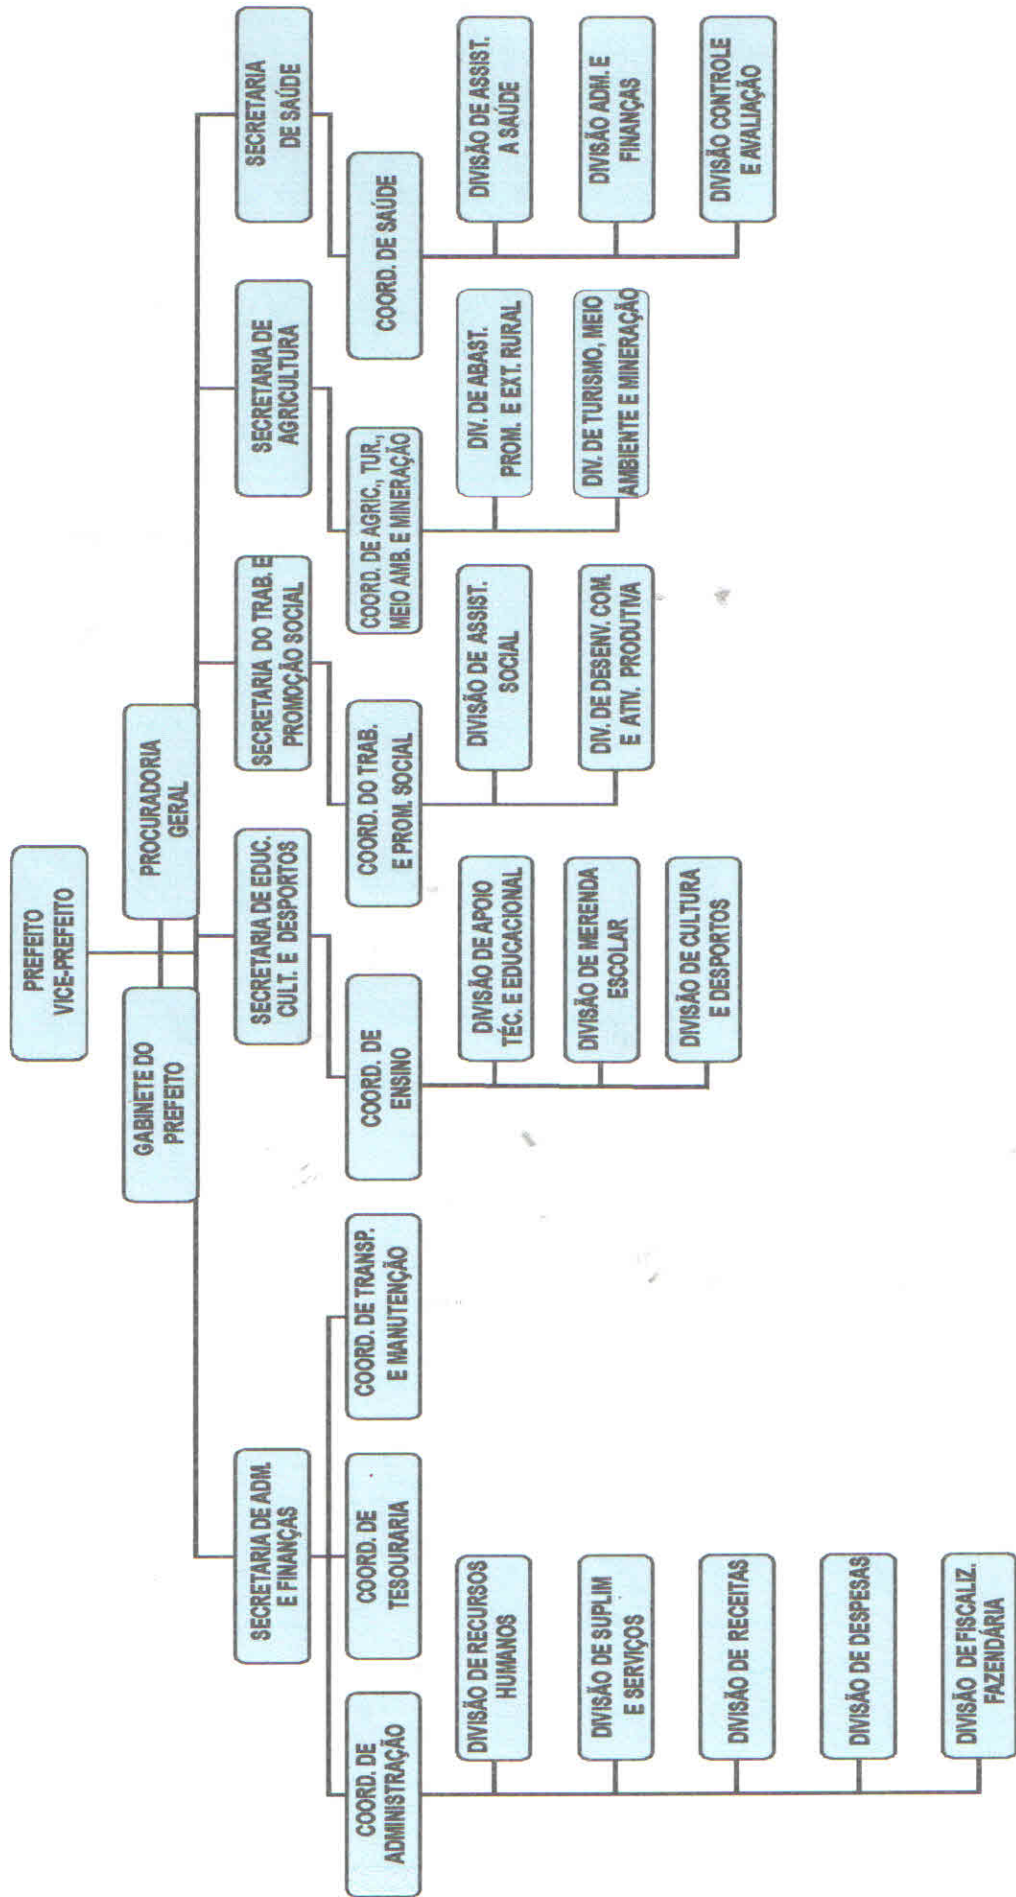 PREFEITO
VICE-PREFEITO
GABINETE DO
PREFEITO
PROCURADORIA
GERAL
SECRETARIA DE ADM.
E FINANÇAS
SECRETARIA DE EDUC.
CULT. E DESPORTOS
SECRETARIA DO TRAB. E
PROMOÇÃO SOCIAL
SECRETARIA DE
AGRICULTURA
SECRETARIA
DE SAÚDE
COORD. DE
ADMINISTRAÇÃO
COORD. DE
TESOURARIA
COORD. DE TRANSP.
E MANUTENÇÃO
COORD. DE
ENSINO
COORD. DO TRAB.
E PROM. SOCIAL
COORD. DE AGRIC., TUR.,
MEIO AMB. E MINERAÇÃO
COORD. DE SAÚDE
DIVISÃO DE RECURSOS
HUMANOS
DIVISÃO DE SUPLIM
E SERVIÇOS
DIVISÃO DE RECEITAS
DIVISÃO DE DESPESAS
DIVISÃO DE FISCALIZ.
FAZENDÁRIA
DIVISÃO DE APOIO
TÉC. E EDUCACIONAL
DIVISÃO DE MERENDA
ESCOLAR
DIVISÃO DE CULTURA
E DESPORTOS
DIVISÃO DE ASSIST.
SOCIAL
DIV. DE DESENV. COM.
E ATIV. PRODUTIVA
DIV. DE ABAST.
PROM. E EXT. RURAL
DIV. DE TURISMO, MEIO
AMBIENTE E MINERAÇÃO
DIVISÃO DE ASSIST.
A SAÚDE
DIVISÃO ADM. E
FINANÇAS
DIVISÃO CONTROLE
E AVALIAÇÃO